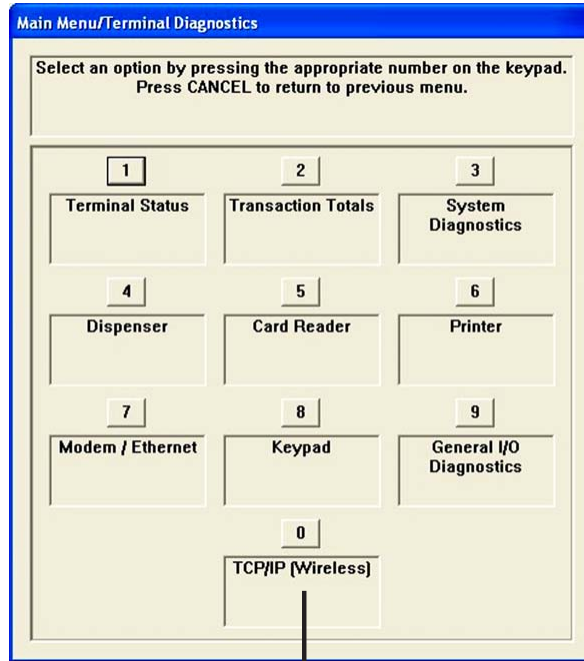 Main Menu/Terminal Diagnostics
Select an option by pressing the appropriate number on the keypad.
Press CANCEL to return to previous menu.
1
2
3
Terminal Status
Transaction Totals
System
Diagnostics
4
5
6
Dispenser
Card Reader
Printer
7
8
9
Modem / Ethernet
Keypad
General I/O
Diagnostics
0
TCP/IP (Wireless)